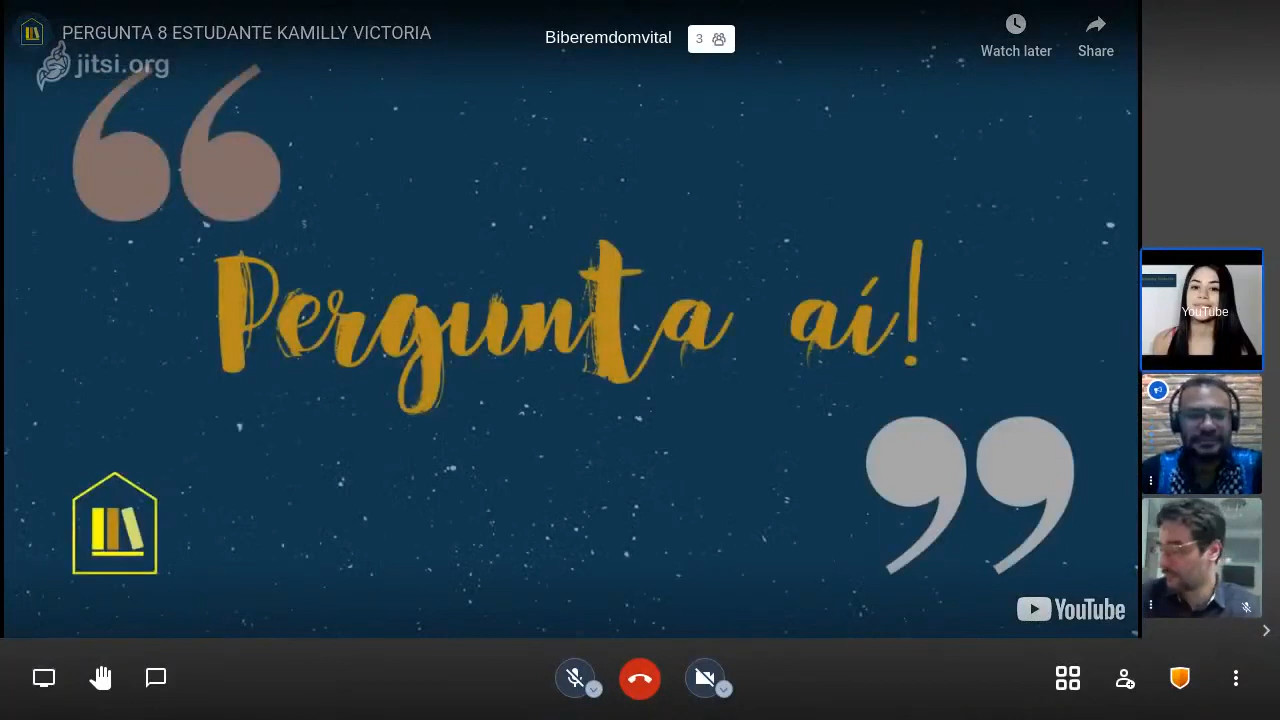 PERGUNTA 8 ESTUDANTE KAMILLY VICTORIA
Biberemdomvital
3
Watch later
Share
jitsi.org
Pergunta aí!
YouTube
YouTube